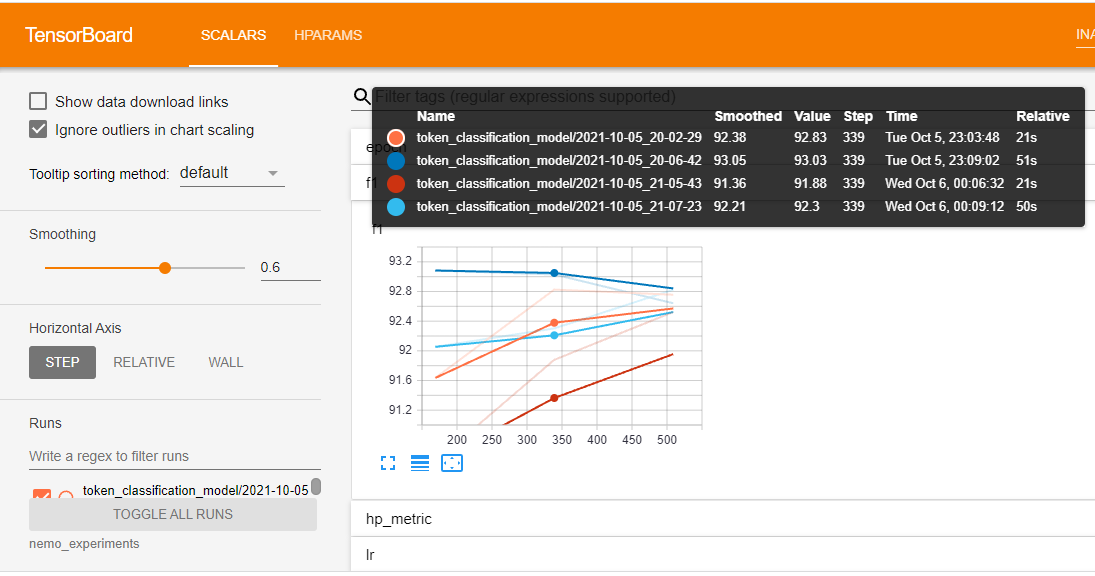 TensorBoard SCALARS HPARAMS INA
Show data download links
Ignore outliers in chart scaling
Tooltip sorting method: default
Smoothing
0.6
Horizontal Axis
STEP RELATIVE WALL
Runs
Write a regex to filter runs
token_classification_model/2021-10-05
TOGGLE ALL RUNS
nemo_experiments
Filter tags (regular expressions supported)
Name Smoothed Value Step Time Relative
token_classification_model/2021-10-05_20-02-29 92.38 92.83 339 Tue Oct 5, 23:03:48 21s
token_classification_model/2021-10-05_20-06-42 93.05 93.03 339 Tue Oct 5, 23:09:02 51s
token_classification_model/2021-10-05_21-05-43 91.36 91.88 339 Wed Oct 6, 00:06:32 21s
token_classification_model/2021-10-05_21-07-23 92.21 92.3 339 Wed Oct 6, 00:09:12 50s
epoch
f1
f1
93.2
92.8
92.4
92
91.6
91.2
200 250 300 350 400 450 500
hp_metric
lr